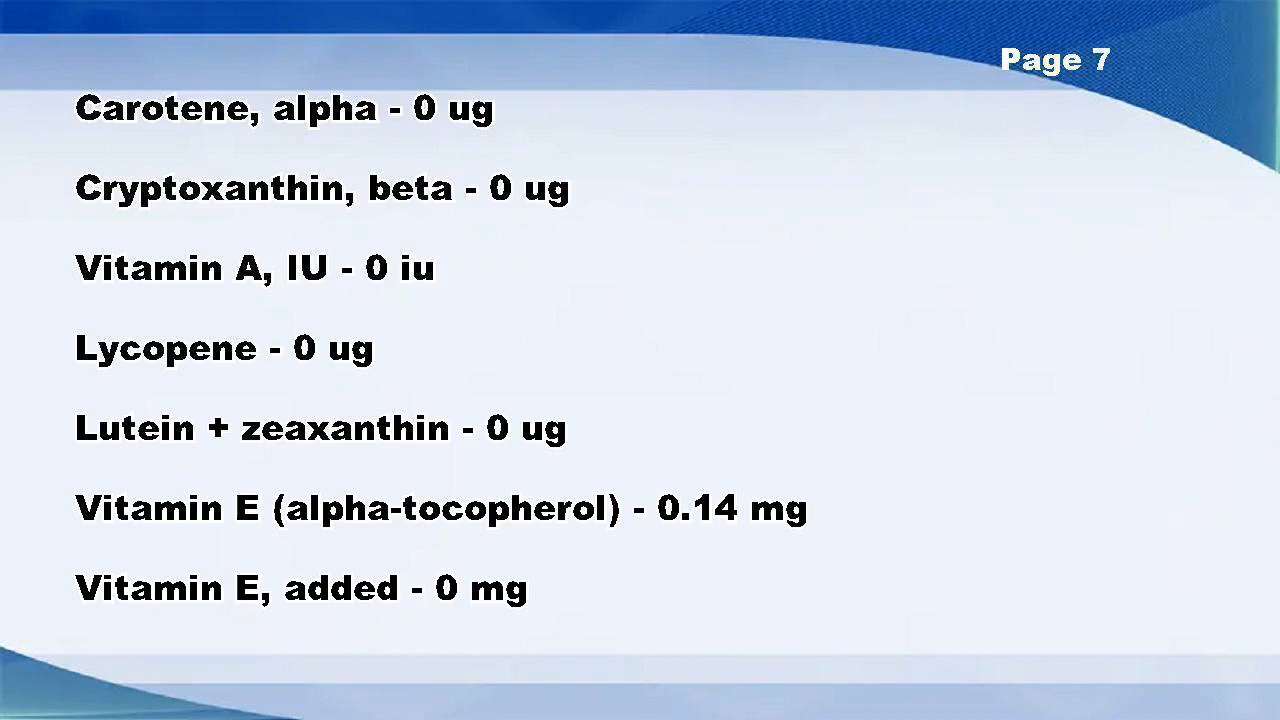 Page 7
Carotene, alpha - 0 ug
Cryptoxanthin, beta - 0 ug
Vitamin A, IU - 0 iu
Lycopene - 0 ug
Lutein + zeaxanthin - 0 ug
Vitamin E (alpha-tocopherol) - 0.14 mg
Vitamin E, added - 0 mg